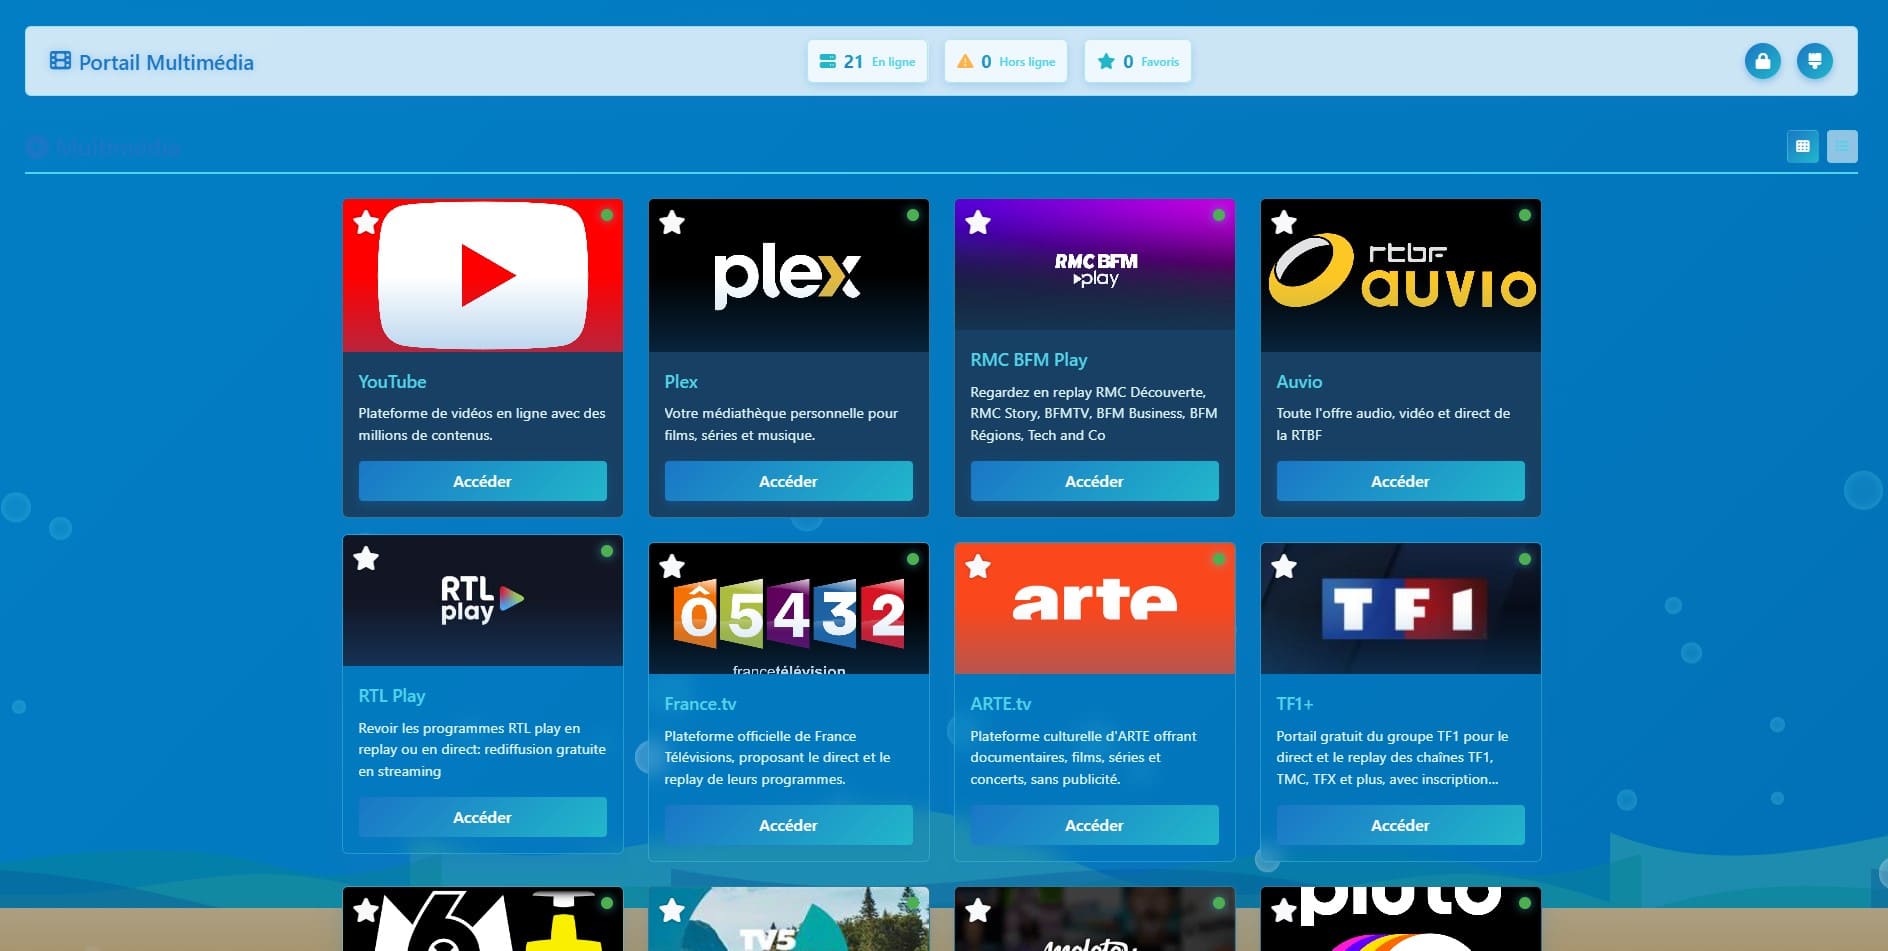 Portail Multimédia
21 En ligne
0 Hors ligne
0 Favoris
Multimédia
plex
RMC BFM
play
rtbf
auvio
YouTube
Plateforme de vidéos en ligne avec des
millions de contenus.
Accéder
Plex
Votre médiathèque personnelle pour
films, séries et musique.
Accéder
RMC BFM Play
Regardez en replay RMC Découverte,
RMC Story, BFMTV, BFM Business, BFM
Régions, Tech and Co
Accéder
Auvio
Toute l'offre audio, vidéo et direct de
la RTBF
Accéder
RTL
play
ô 5 4 3 2
francetélévision
arte
TF1
RTL Play
Revoir les programmes RTL play en
replay ou en direct: rediffusion gratuite
en streaming
Accéder
France.tv
Plateforme officielle de France
Télévisions, proposant le direct et le
replay de leurs programmes.
Accéder
ARTE.tv
Plateforme culturelle d'ARTE offrant
documentaires, films, séries et
concerts, sans publicité.
Accéder
TF1+
Portail gratuit du groupe TF1 pour le
direct et le replay des chaînes TF1,
TMC, TFX et plus, avec inscription...
Accéder
M6+
TV5
molotov
pluto